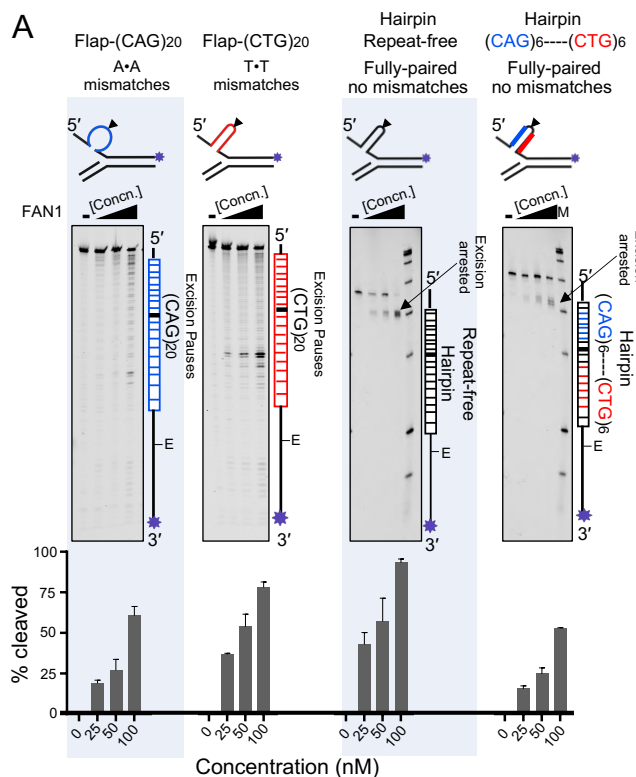 A
Flap-(CAG)20
A•A
mismatches
Flap-(CTG)20
T•T
mismatches
Hairpin
Repeat-free
Fully-paired
no mismatches
Hairpin
(CAG)6----(CTG)6
Fully-paired
no mismatches
5′
5′
5′
5′
FAN1
-
[Concn.]
-
[Concn.]
-
[Concn.]
-
[Concn.]
M
5′
(CAG)20
Excision Pauses
E
3′
5′
(CTG)20
Excision Pauses
E
3′
Excision
arrested
5′
Repeat-free
Hairpin
E
3′
arrested
5′
Hairpin
(CAG)6----(CTG)6
E
3′
% cleaved
100
75
50
25
0
0
25
50
100
0
25
50
100
0
25
50
100
0
25
50
100
Concentration (nM)